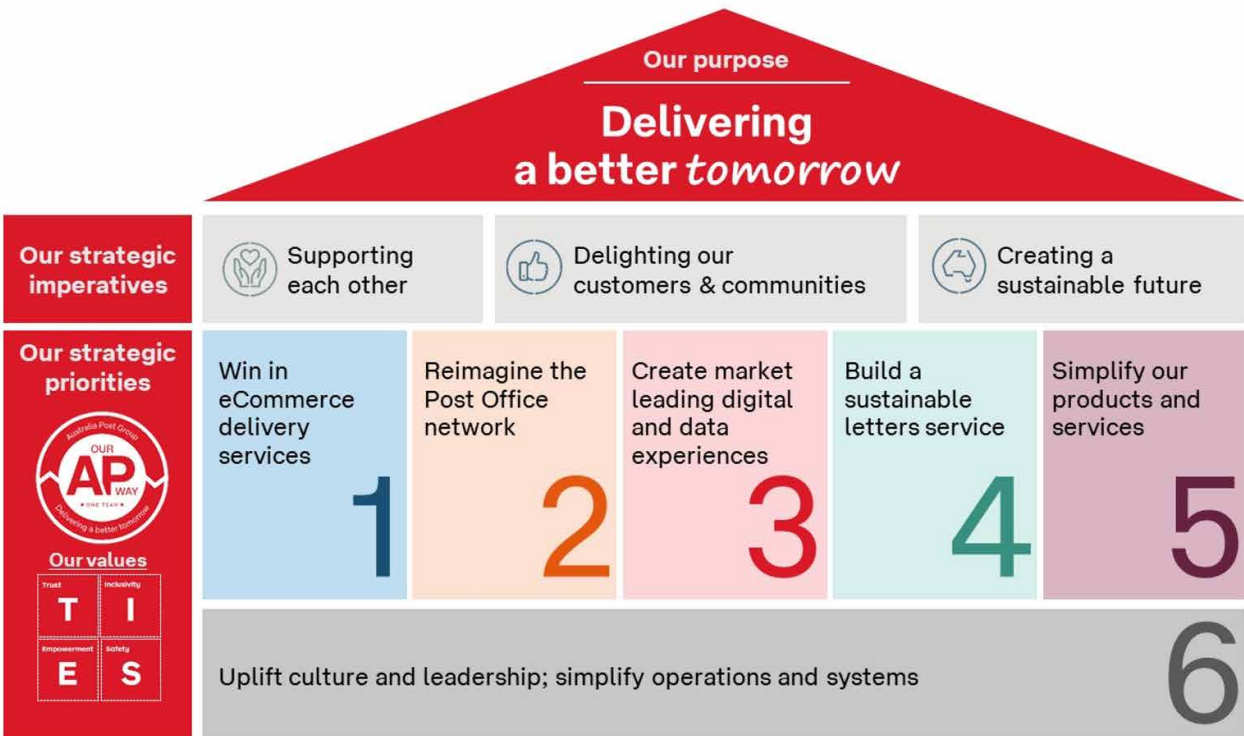 Our purpose
Delivering
a better tomorrow
Our strategic
imperatives
Supporting
each other
Delighting our
customers & communities
Creating a
sustainable future
Our strategic
priorities
Australia Post Group
OUR
AP
WAY
ONE TEAM
Delivering a better tomorrow
Our values
Trust
T
Inclusivity
I
Empowerment
E
Safety
S
Win in
eCommerce
delivery
services
1
Reimagine the
Post Office
network
2
Create market
leading digital
and data
experiences
3
Build a
sustainable
letters service
4
Simplify our
products and
services
5
Uplift culture and leadership; simplify operations and systems
6